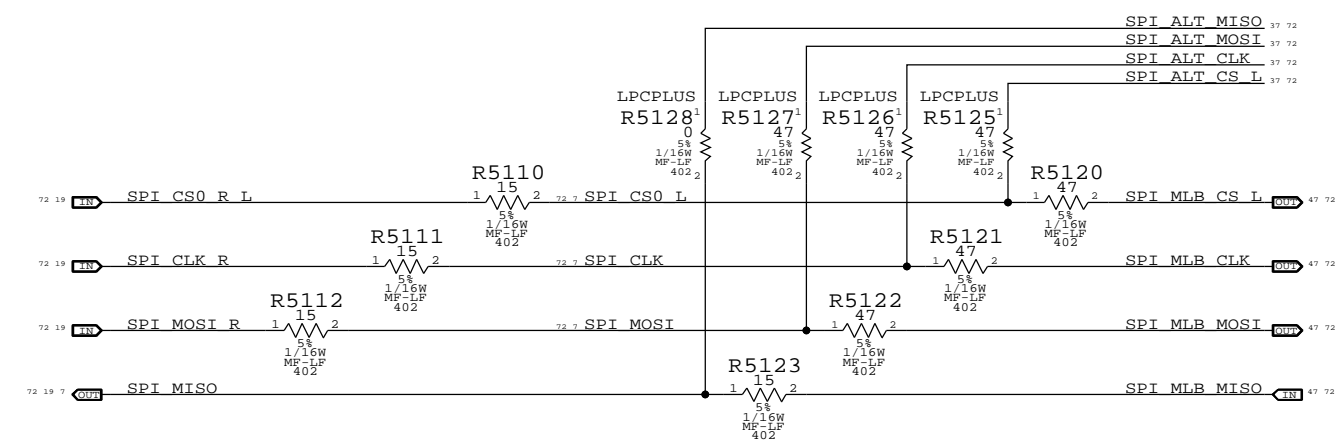 SPI_ALT_MISO 37 72
SPI_ALT_MOSI 37 72
SPI_ALT_CLK 37 72
SPI_ALT_CS_L 37 72
LPCPLUS LPCPLUS LPCPLUS LPCPLUS
R5128 1 R5127 1 R5126 1 R5125 1
0 47 47 47
5% 5% 5% 5%
1/16W 1/16W 1/16W 1/16W
MF-LF MF-LF MF-LF MF-LF
402 2 402 2 402 2 402 2
R5110 R5120
72 19 IN SPI_CS0_R_L 1 15 2 72 7 SPI_CS0_L 1 47 2 SPI_MLB_CS_L OUT 47 72
5% 5%
1/16W 1/16W
MF-LF MF-LF
402 402
R5111 R5121
72 19 IN SPI_CLK_R 1 15 2 72 7 SPI_CLK 1 47 2 SPI_MLB_CLK OUT 47 72
5% 5%
1/16W 1/16W
MF-LF MF-LF
402 402
R5112 R5122
72 19 IN SPI_MOSI_R 1 15 2 72 7 SPI_MOSI 1 47 2 SPI_MLB_MOSI OUT 47 72
5% 5%
1/16W 1/16W
MF-LF MF-LF
402 402
R5123
72 19 7 OUT SPI_MISO 1 15 2 SPI_MLB_MISO IN 47 72
5%
1/16W
MF-LF
402